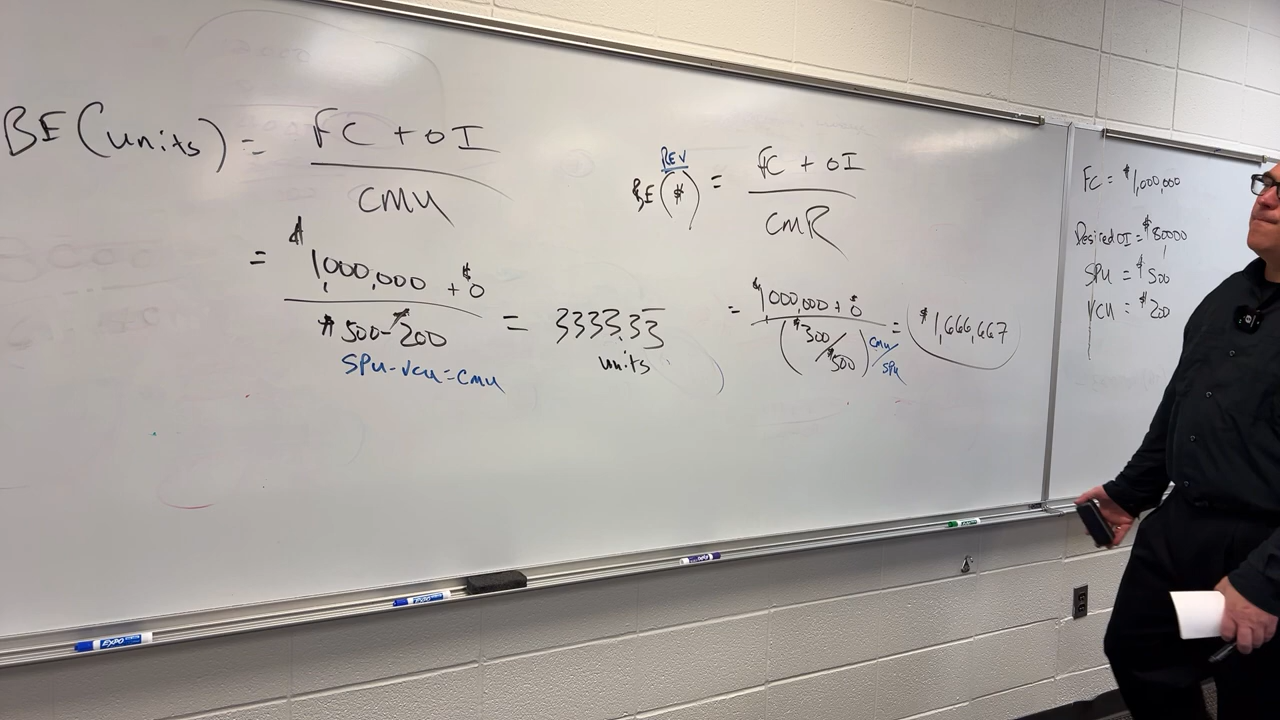 BE (units) = FC + OI
CMU
= $1,000,000 + $0
$500 - $200
= 3333.33
units
SPU - VCU = CMU
REV
BE ($) = FC + OI
CMR
= $1,000,000 + $0
($300 / $500)
CMU / SPU
= $1,666,667
FC = $1,000,000
Desired OI = $80000
SPU = $500
VCU = $200
EXPO